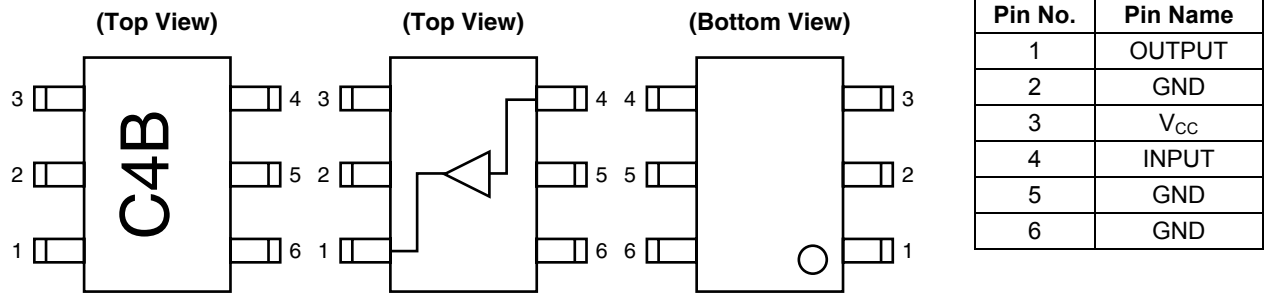 (Top View)
3 4
2 5
1 6
C4B
(Top View)
3 4
2 5
1 6
(Bottom View)
4 3
5 2
6 1
Pin No. Pin Name
1 OUTPUT
2 GND
3 VCC
4 INPUT
5 GND
6 GND